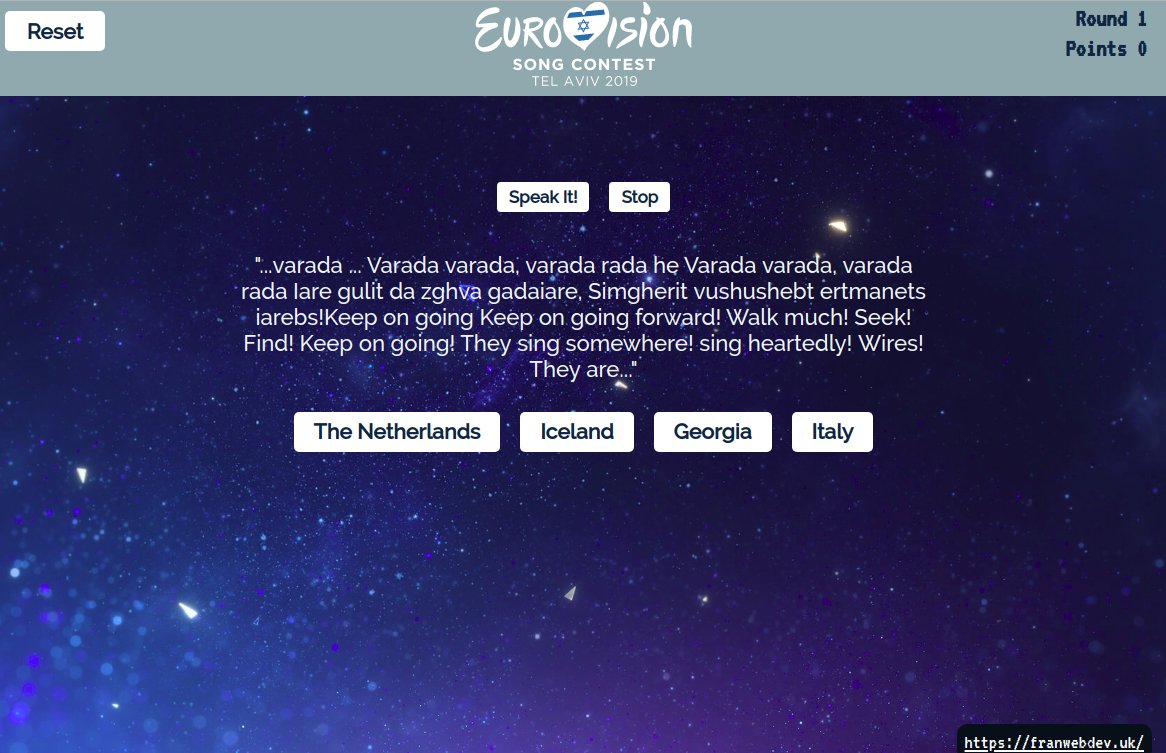 Reset
EUROVISION
SONG CONTEST
TEL AVIV 2019
Round 1
Points 0
Speak It!
Stop
"...varada ... Varada varada, varada rada he Varada varada, varada
rada Iare gulit da zghva gadaiare, Simgherit vushushebt ertmanets
iarebs!Keep on going Keep on going forward! Walk much! Seek!
Find! Keep on going! They sing somewhere! sing heartedly! Wires!
They are..."
The Netherlands
Iceland
Georgia
Italy
https://franwebdev.uk/